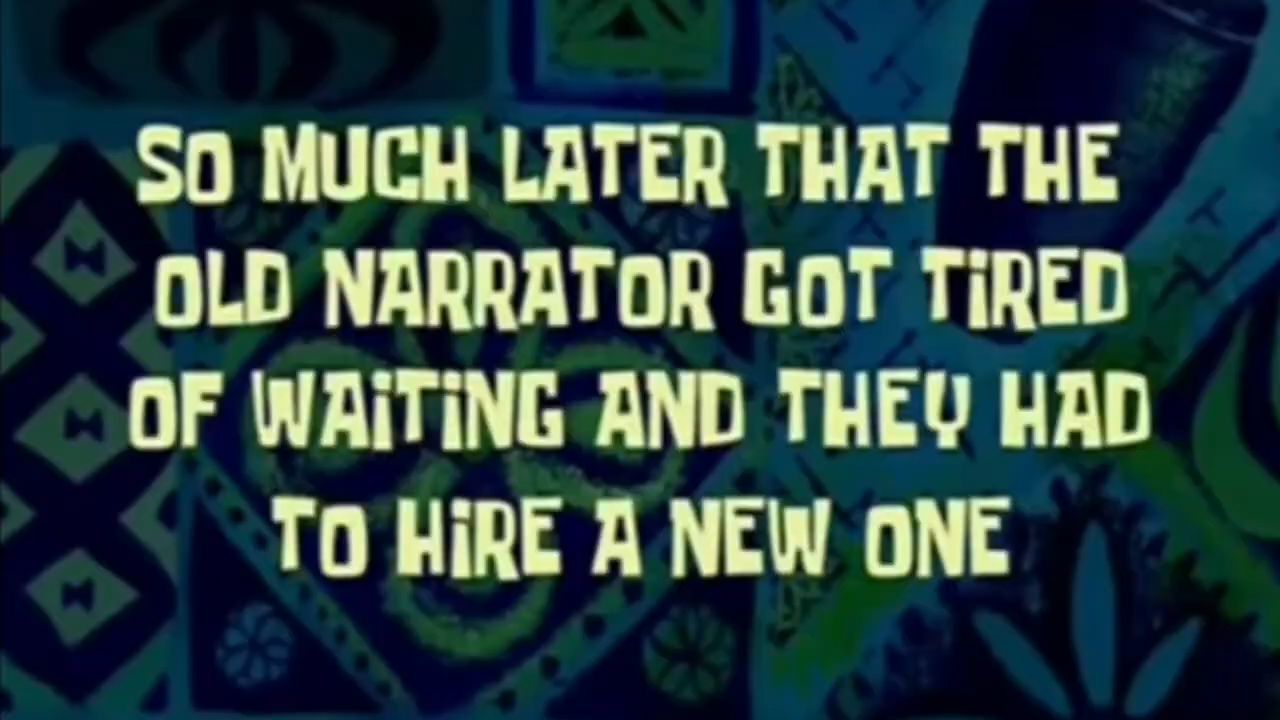 SO MUCH LATER THAT THE
OLD NARRATOR GOT TIRED
OF WAITING AND THEY HAD
TO HIRE A NEW ONE